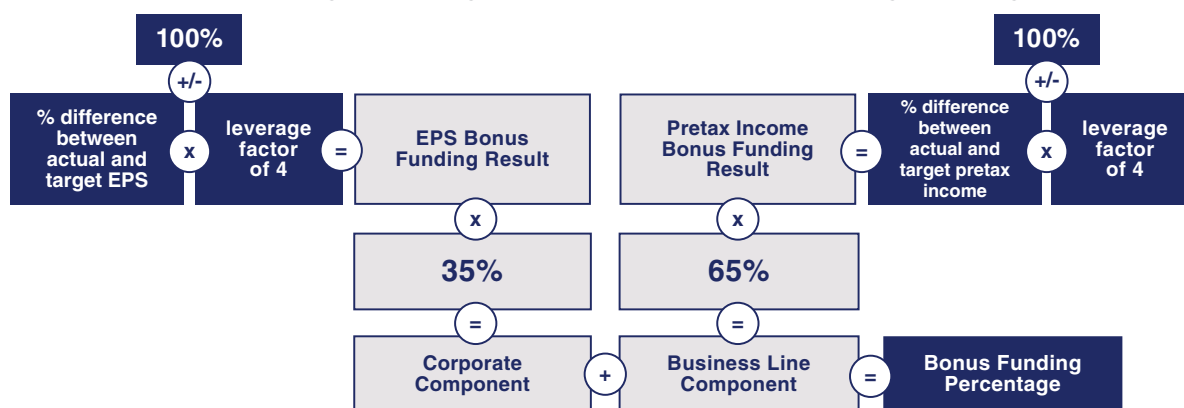 100%
100%
+/-
+/-
% difference
between
actual and
target EPS
x
leverage
factor
of 4
=
EPS Bonus
Funding Result
Pretax Income
Bonus Funding
Result
=
% difference
between
actual and
target pretax
income
x
leverage
factor
of 4
x
x
35%
65%
=
=
Corporate
Component
+
Business Line
Component
=
Bonus Funding
Percentage